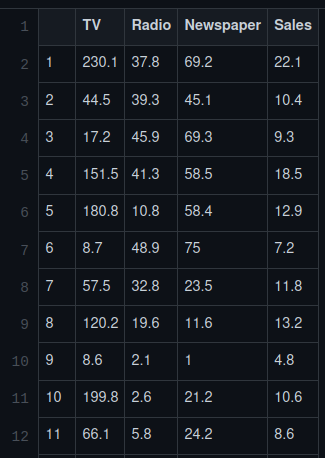 1 TV Radio Newspaper Sales
2 1 230.1 37.8 69.2 22.1
3 2 44.5 39.3 45.1 10.4
4 3 17.2 45.9 69.3 9.3
5 4 151.5 41.3 58.5 18.5
6 5 180.8 10.8 58.4 12.9
7 6 8.7 48.9 75 7.2
8 7 57.5 32.8 23.5 11.8
9 8 120.2 19.6 11.6 13.2
10 9 8.6 2.1 1 4.8
11 10 199.8 2.6 21.2 10.6
12 11 66.1 5.8 24.2 8.6